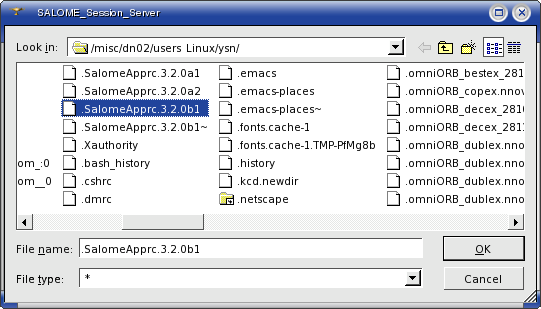 SALOME_Session_Server
Look in: /misc/dn02/users Linux/ysn/
.SalomeApprc.3.2.0a1 .emacs .omniORB_bestex_281
.SalomeApprc.3.2.0a2 .emacs-places .omniORB_copex.nnov
.SalomeApprc.3.2.0b1 .emacs-places~ .omniORB_decex_2810
.SalomeApprc.3.2.0b1~ .fonts.cache-1 .omniORB_decex_2811
.Xauthority .fonts.cache-1.TMP-PfMg8b .omniORB_dublex.nno
om_:0 .bash_history .history .omniORB_dublex.nno
om__0 .cshrc .kcd.newdir .omniORB_dublex.nno
.dmrc .netscape .omniORB_dublex.nno
File name: .SalomeApprc.3.2.0b1 OK
File type: * Cancel